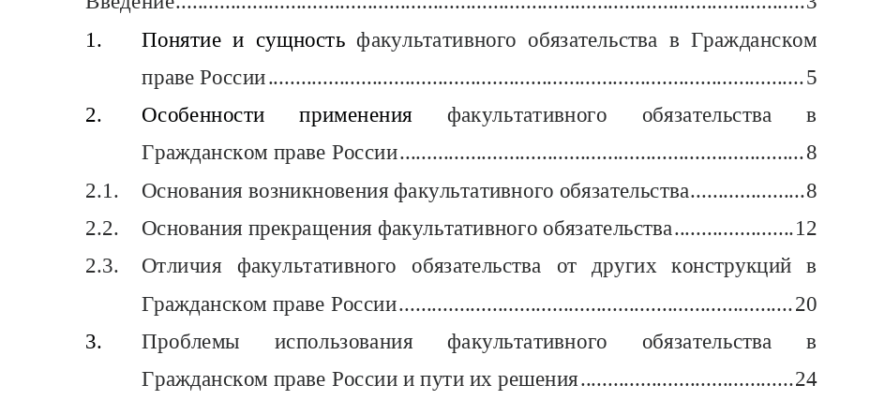 Введение...................................................................................................................3
1. Понятие и сущность факультативного обязательства в Гражданском
праве России..................................................................................................5
2. Особенности применения факультативного обязательства в
Гражданском праве России..........................................................................8
2.1. Основания возникновения факультативного обязательства.....................8
2.2. Основания прекращения факультативного обязательства......................12
2.3. Отличия факультативного обязательства от других конструкций в
Гражданском праве России........................................................................20
3. Проблемы использования факультативного обязательства в
Гражданском праве России и пути их решения.......................................24